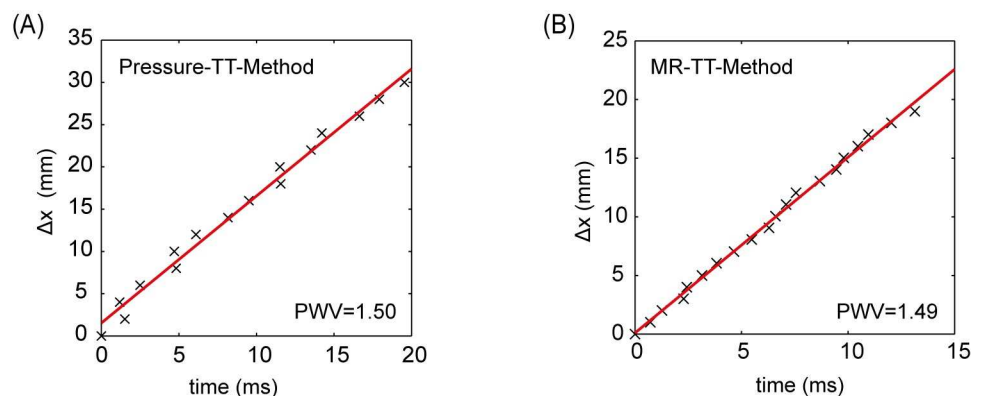 (A)
Pressure-TT-Method
Δx (mm)
35
30
25
20
15
10
5
0
PWV=1.50
0 5 10 15 20
time (ms)
(B)
MR-TT-Method
Δx (mm)
25
20
15
10
5
0
PWV=1.49
0 5 10 15
time (ms)